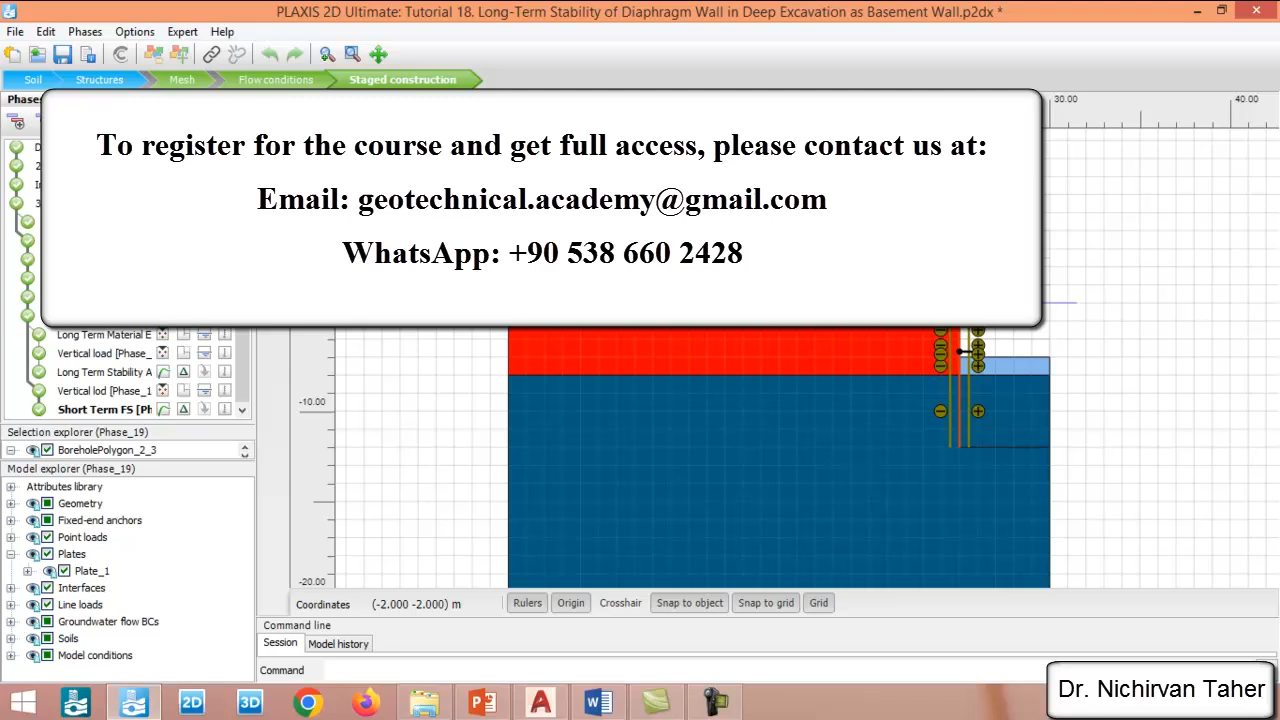 PLAXIS 2D Ultimate: Tutorial 18. Long-Term Stability of Diaphragm Wall in Deep Excavation as Basement Wall.p2dx *
File Edit Phases Options Expert Help
Soil Structures Mesh Flow conditions Staged construction
Phases
30.00 40.00
To register for the course and get full access, please contact us at:
Email: geotechnical.academy@gmail.com
WhatsApp: +90 538 660 2428
Long Term Material E
Vertical load [Phase_
Long Term Stability A
Vertical lod [Phase_1
Short Term FS [Ph
-10.00
-20.00
Selection explorer (Phase_19)
BoreholePolygon_2_3
Model explorer (Phase_19)
Attributes library
Geometry
Fixed-end anchors
Point loads
Plates
Plate_1
Interfaces
Line loads
Groundwater flow BCs
Soils
Model conditions
Coordinates (-2.000 -2.000) m Rulers Origin Crosshair Snap to object Snap to grid Grid
Command line
Session Model history
Command
2D 3D
Dr. Nichirvan Taher